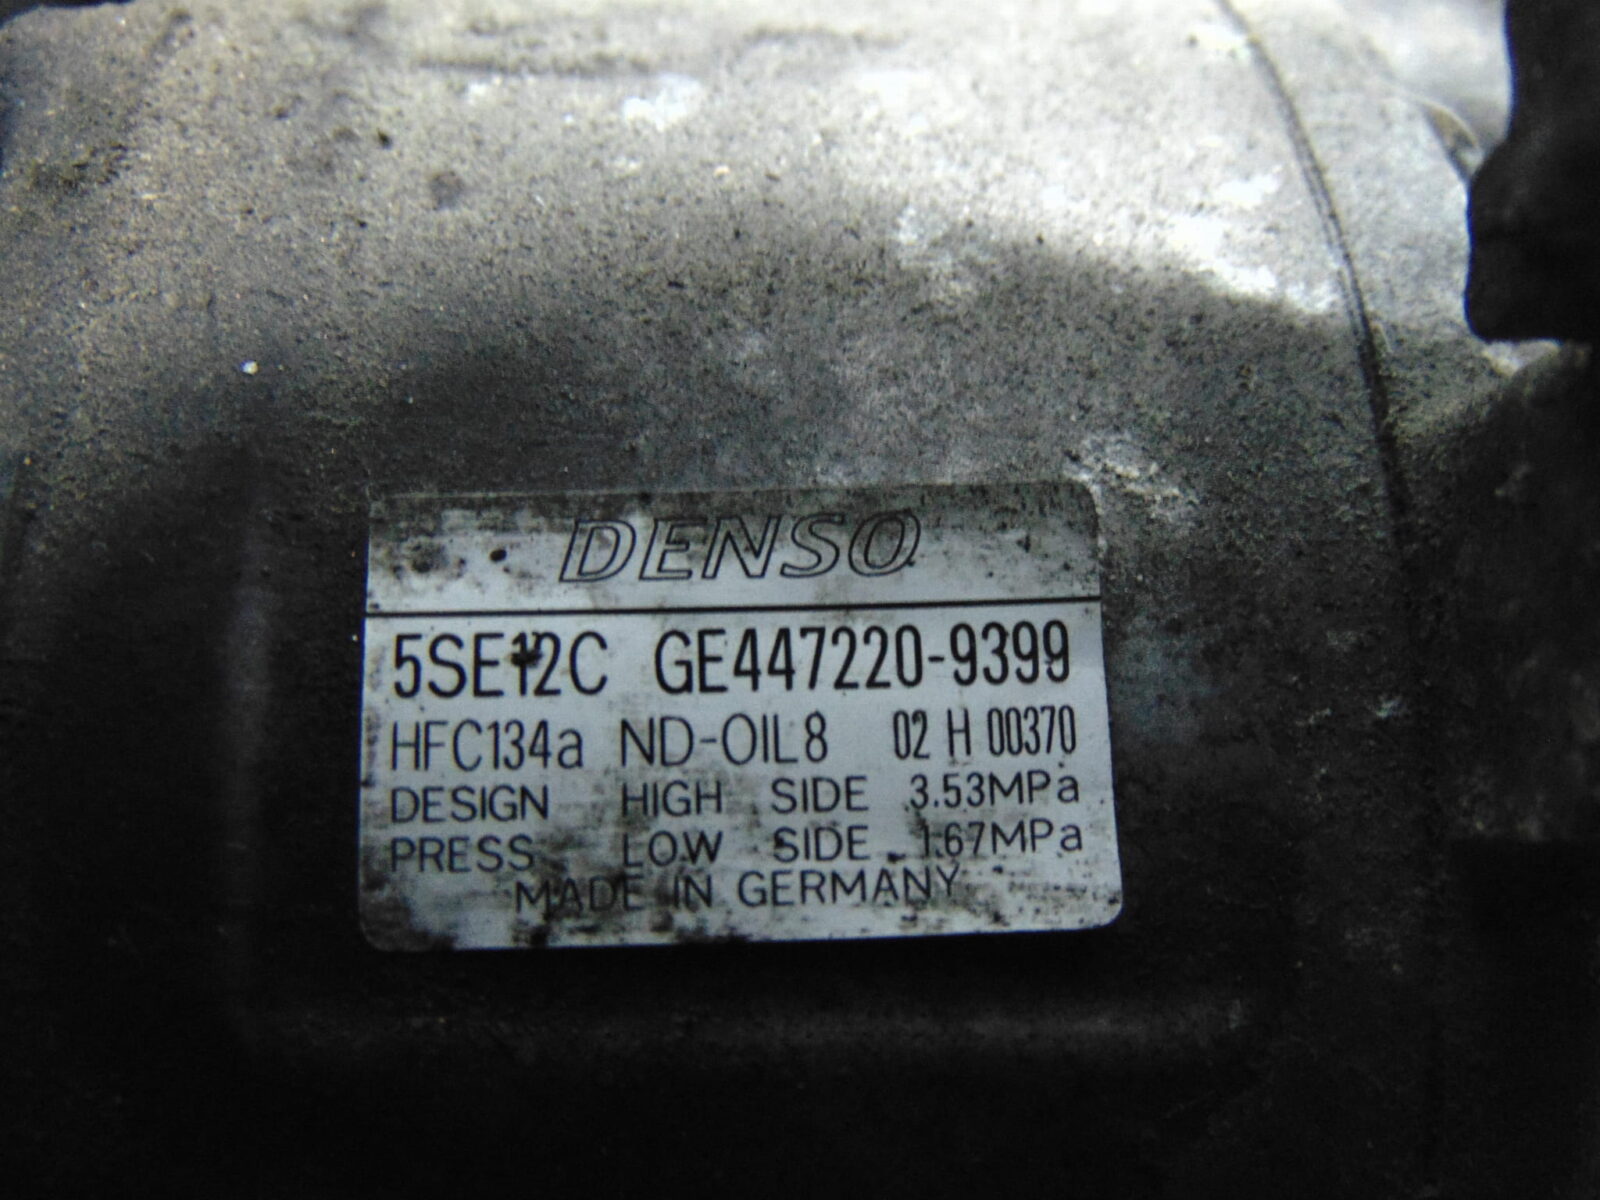 DENSO
5SE12C GE447220-9399
HFC134a ND-OIL8 02 H 00370
DESIGN HIGH SIDE 3.53MPa
PRESS LOW SIDE 1.67MPa
MADE IN GERMANY